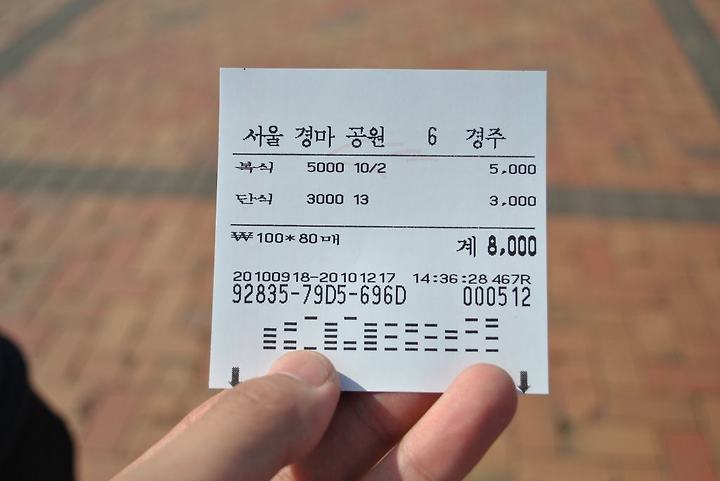 서울 경마 공원 6 경주
복식 5000 10/2 5,000
단식 3000 13 3,000
₩100*80매 계 8,000
20100918-20101217 14:36:28 467R
92835-79D5-696D 000512